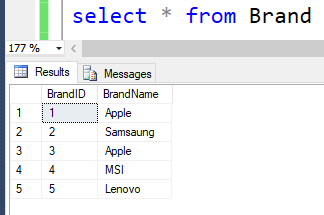 select * from Brand
177 %
Results Messages
BrandID BrandName
1 1 Apple
2 2 Samsaung
3 3 Apple
4 4 MSI
5 5 Lenovo